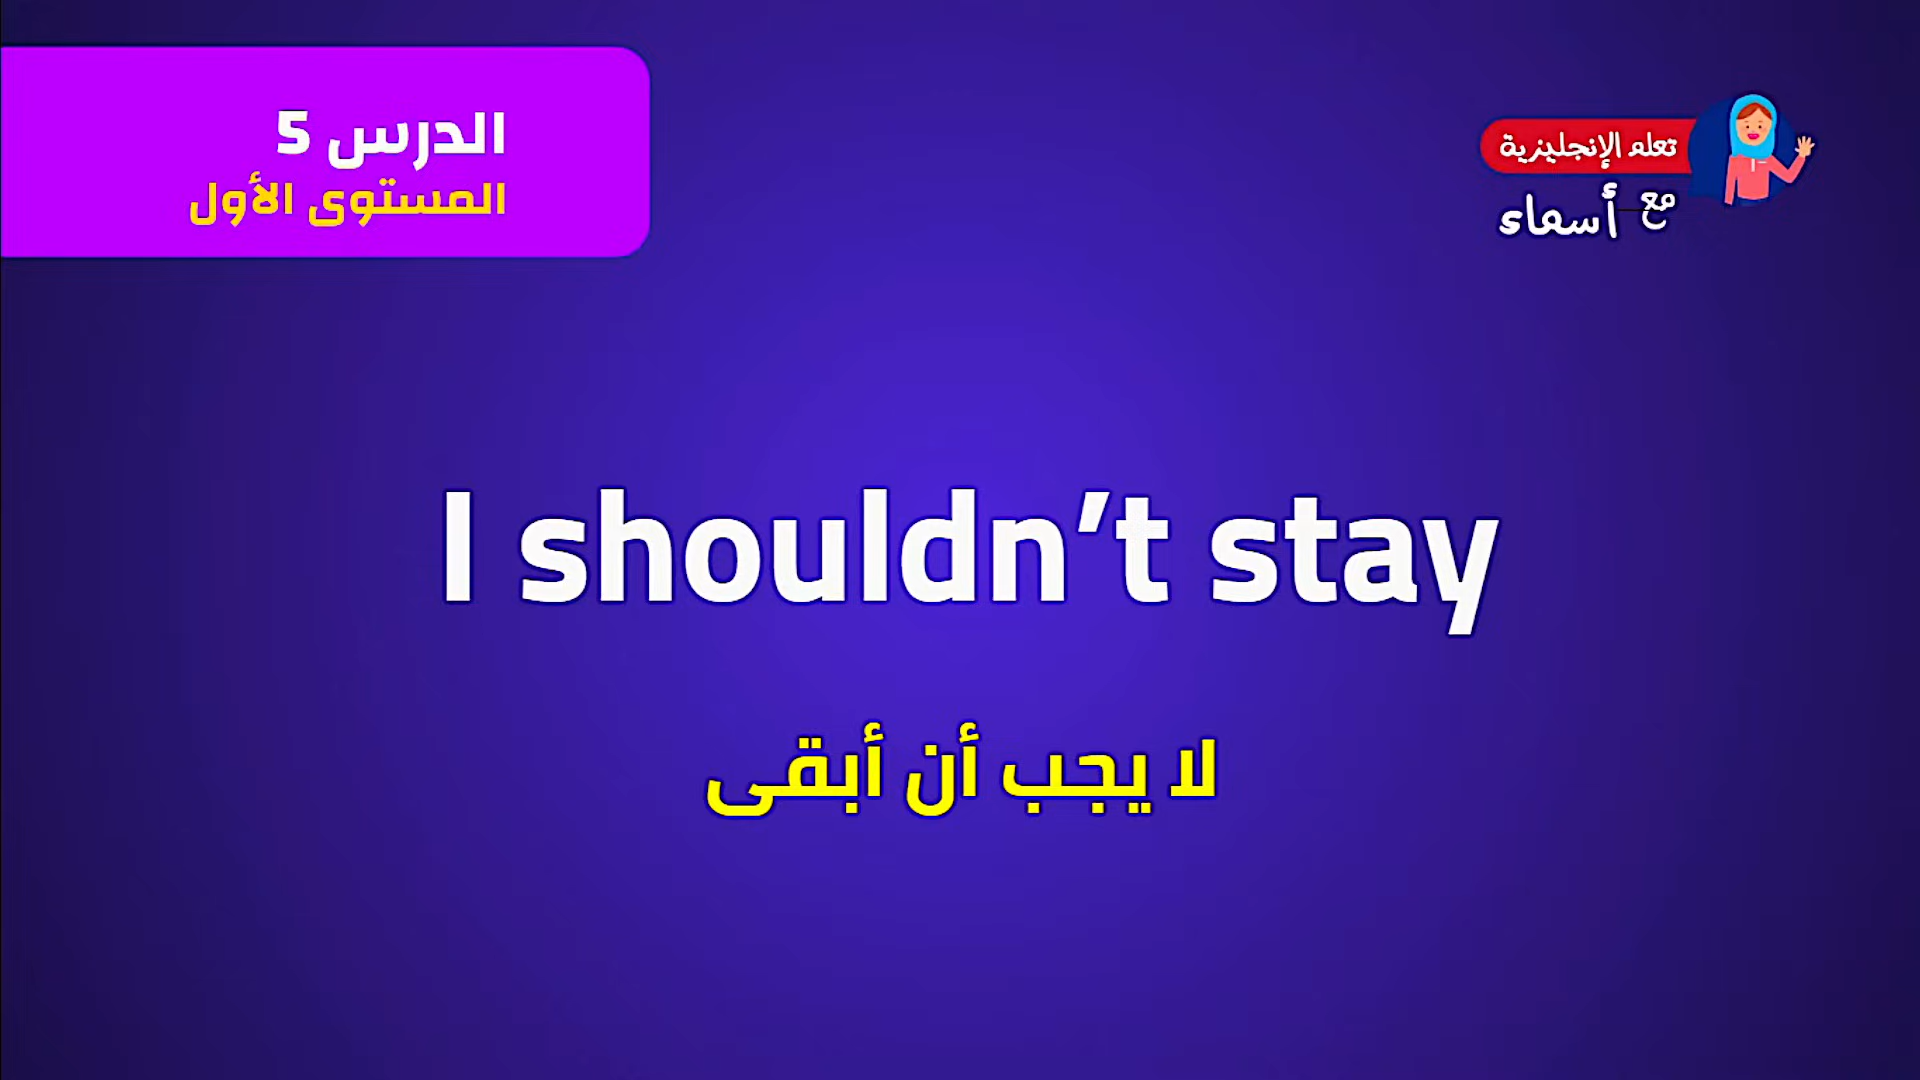 الدرس 5
المستوى الأول
تعلم الإنجليزية
مع أسماء
I shouldn’t stay
لا يجب أن أبقى